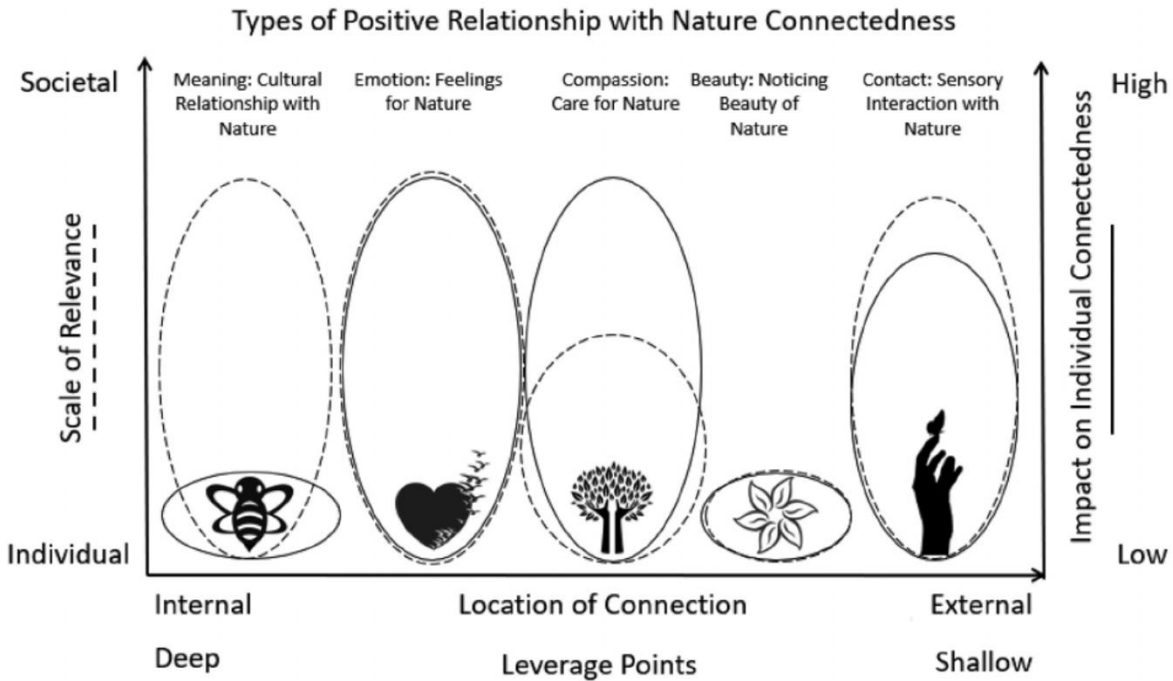 Types of Positive Relationship with Nature Connectedness
Societal
Meaning: Cultural
Relationship with
Nature
Emotion: Feelings
for Nature
Compassion:
Care for Nature
Beauty: Noticing
Beauty of
Nature
Contact: Sensory
Interaction with
Nature
High
Scale of Relevance
Impact on Individual Connectedness
Individual
Low
Internal
Location of Connection
External
Deep
Leverage Points
Shallow